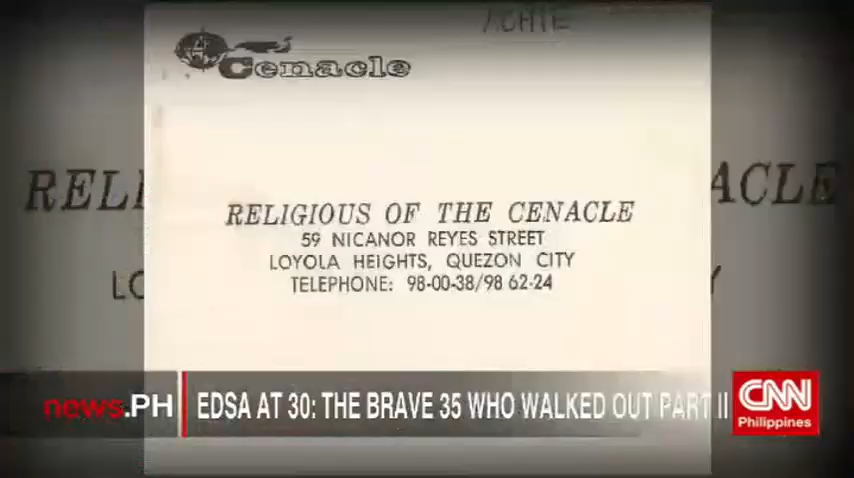 Cenacle
RELIGIOUS OF THE CENACLE
59 NICANOR REYES STREET
LOYOLA HEIGHTS, QUEZON CITY
TELEPHONE: 98-00-38/98 62-24
news.PH
EDSA AT 30: THE BRAVE 35 WHO WALKED OUT PART II
CNN
Philippines